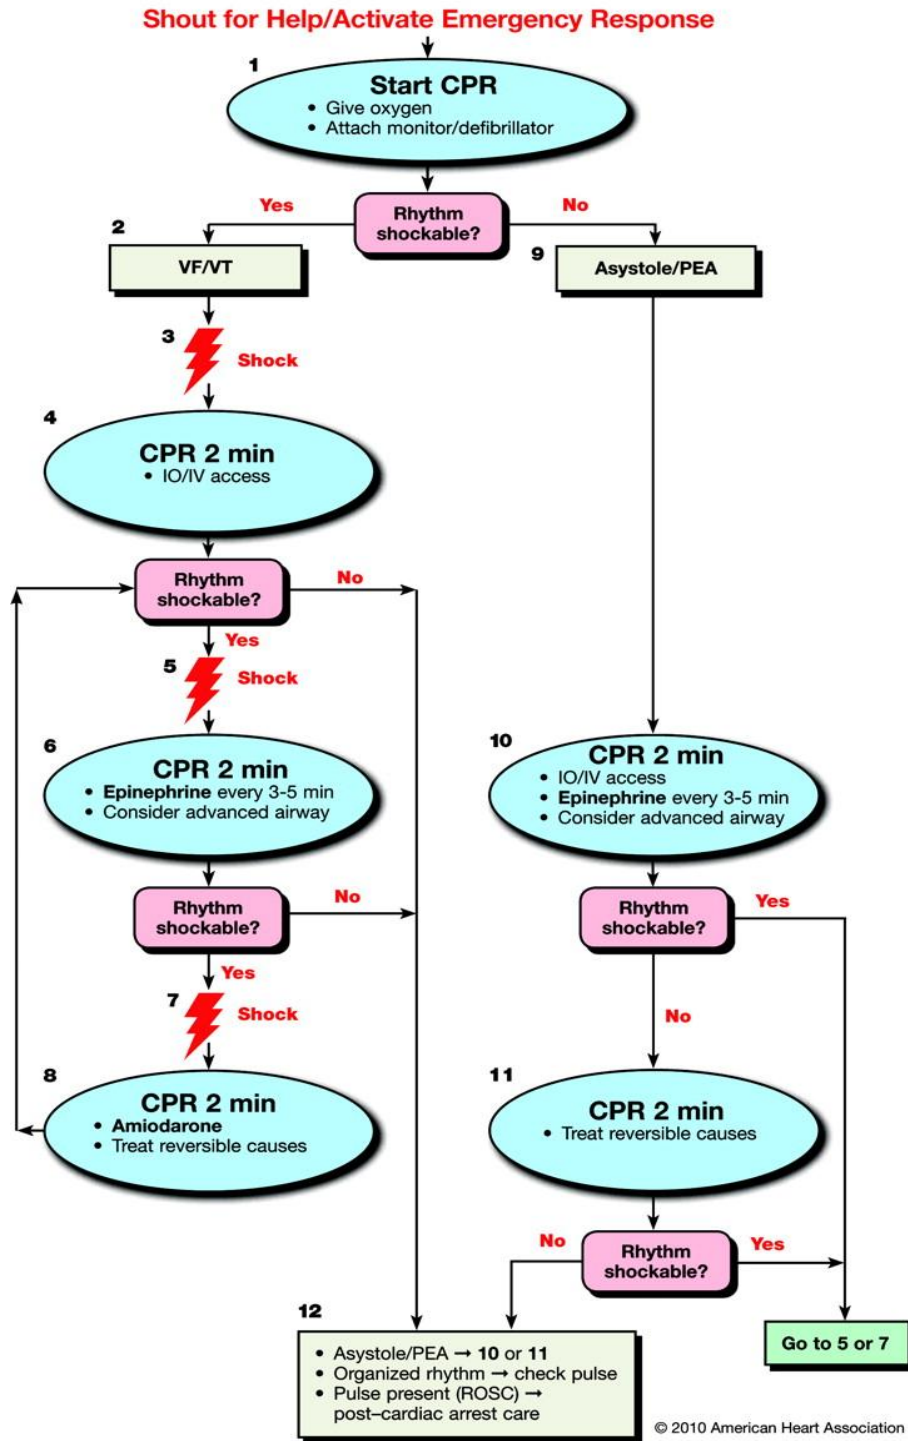 Shout for Help/Activate Emergency Response
1
Start CPR
• Give oxygen
• Attach monitor/defibrillator
Yes
Rhythm
shockable?
No
2
VF/VT
9
Asystole/PEA
3
Shock
4
CPR 2 min
• IO/IV access
Rhythm
shockable?
No
Yes
5
Shock
6
CPR 2 min
• Epinephrine every 3-5 min
• Consider advanced airway
10
CPR 2 min
• IO/IV access
• Epinephrine every 3-5 min
• Consider advanced airway
Rhythm
shockable?
No
Yes
Rhythm
shockable?
Yes
No
7
Shock
8
CPR 2 min
• Amiodarone
• Treat reversible causes
11
CPR 2 min
• Treat reversible causes
No
Rhythm
shockable?
Yes
12
• Asystole/PEA → 10 or 11
• Organized rhythm → check pulse
• Pulse present (ROSC) →
post–cardiac arrest care
Go to 5 or 7
© 2010 American Heart Association